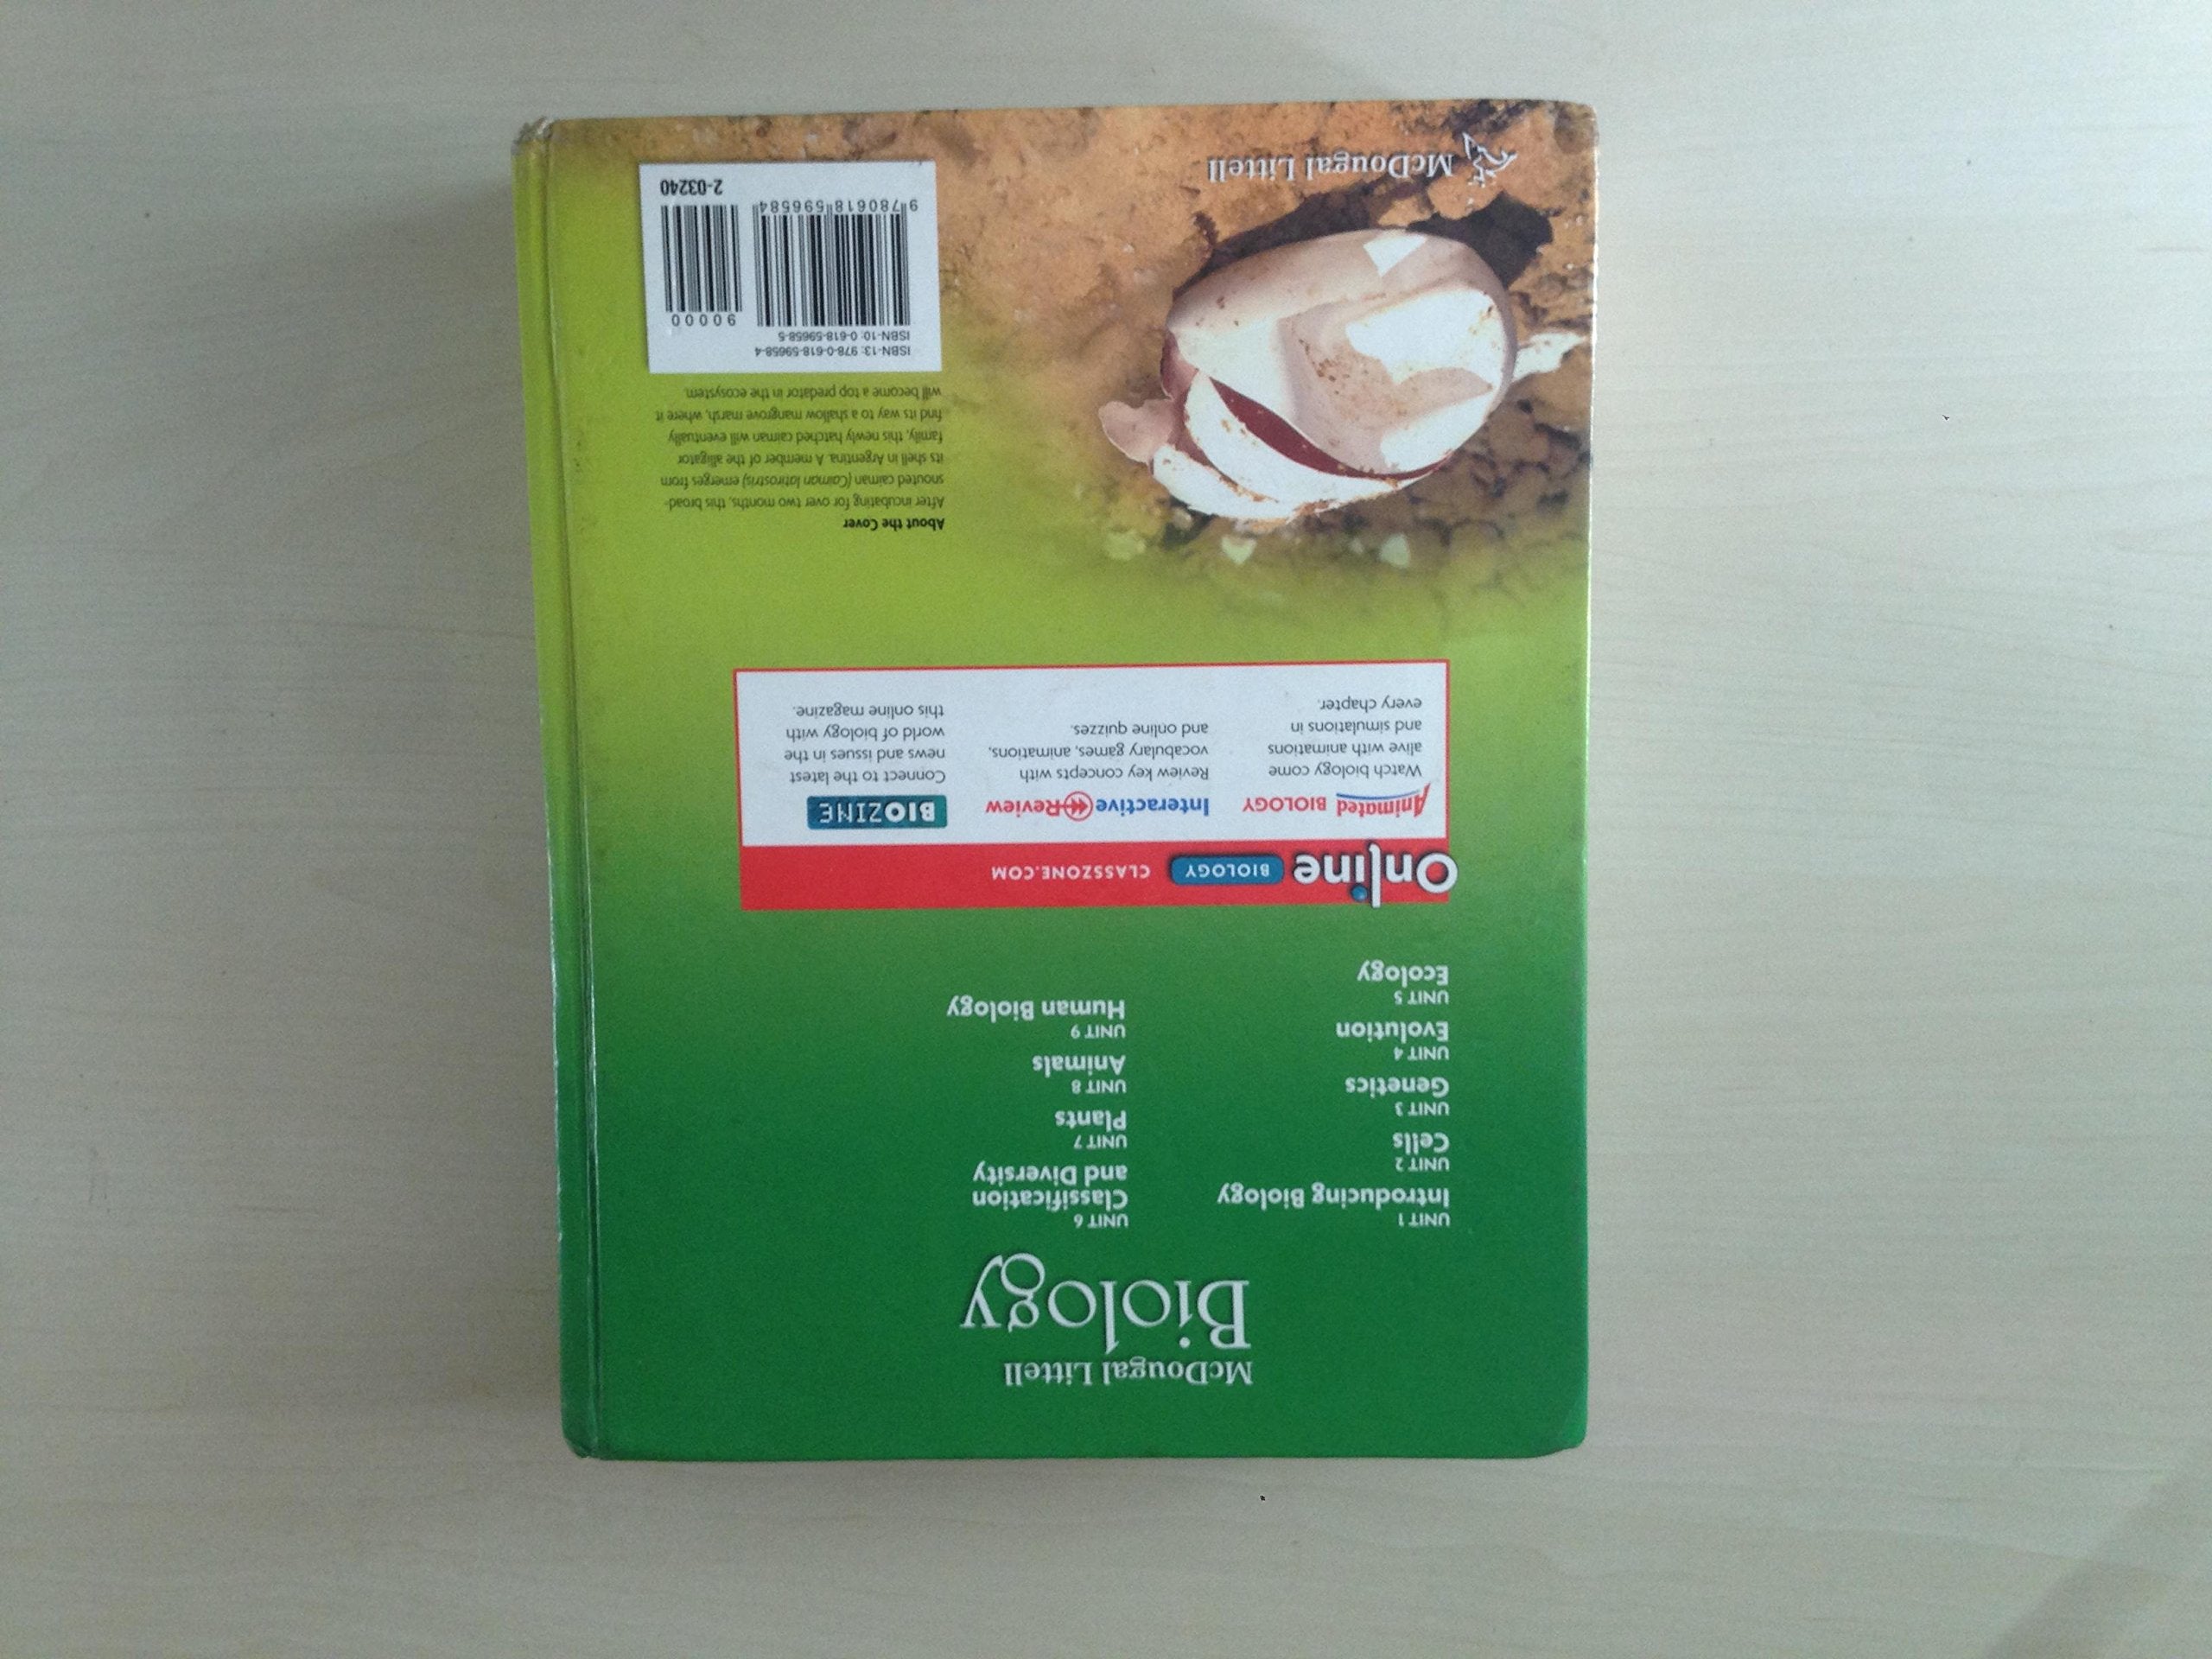 McDougal Littell
Biology
UNIT 1
Introducing Biology
UNIT 2
Cells
UNIT 3
Genetics
UNIT 4
Evolution
UNIT 5
Ecology
UNIT 6
Classification
and Diversity
UNIT 7
Plants
UNIT 8
Animals
UNIT 9
Human Biology
Online BIOLOGY CLASSZONE.COM
Animated BIOLOGY
Watch biology come
alive with animations
and simulations in
every chapter.
Interactive Review
Review key concepts with
vocabulary games, animations,
and online quizzes.
BIOZINE
Connect to the latest
news and issues in the
world of biology with
this online magazine.
About the Cover
After incubating for over two months, this broad-
snouted caiman (Caiman latirostris) emerges from
its shell in Argentina. A member of the alligator
family, this newly hatched caiman will eventually
find its way to a shallow mangrove marsh, where it
will become a top predator in the ecosystem.
ISBN-13: 978-0-618-59658-4
ISBN-10: 0-618-59658-5
90000
9 780618 596584
2-03240
McDougal Littell